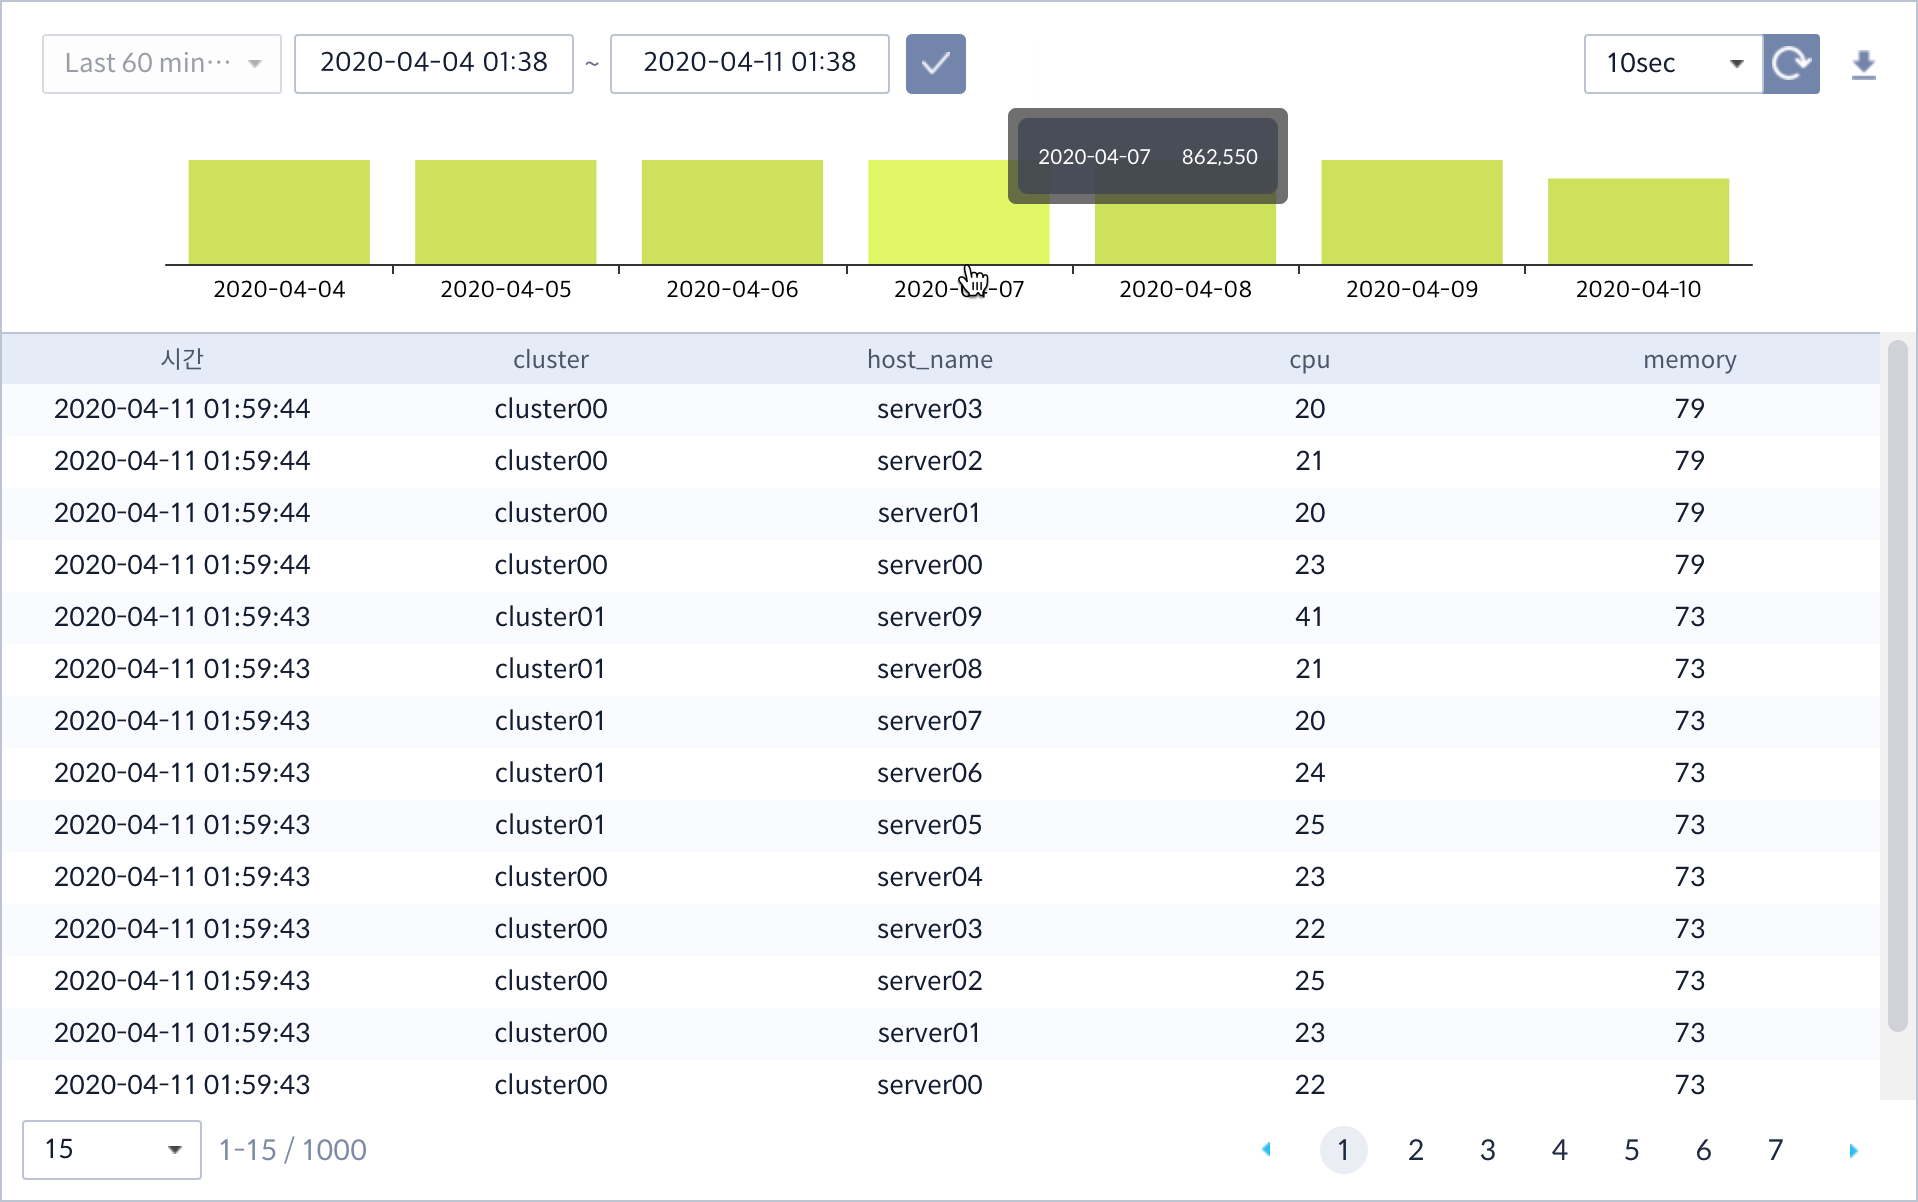 Last 60 min··· 2020-04-04 01:38 ~ 2020-04-11 01:38 10sec
2020-04-07 862,550
2020-04-04 2020-04-05 2020-04-06 2020-04-07 2020-04-08 2020-04-09 2020-04-10
시간 cluster host_name cpu memory
2020-04-11 01:59:44 cluster00 server03 20 79
2020-04-11 01:59:44 cluster00 server02 21 79
2020-04-11 01:59:44 cluster00 server01 20 79
2020-04-11 01:59:44 cluster00 server00 23 79
2020-04-11 01:59:43 cluster01 server09 41 73
2020-04-11 01:59:43 cluster01 server08 21 73
2020-04-11 01:59:43 cluster01 server07 20 73
2020-04-11 01:59:43 cluster01 server06 24 73
2020-04-11 01:59:43 cluster01 server05 25 73
2020-04-11 01:59:43 cluster00 server04 23 73
2020-04-11 01:59:43 cluster00 server03 22 73
2020-04-11 01:59:43 cluster00 server02 25 73
2020-04-11 01:59:43 cluster00 server01 23 73
2020-04-11 01:59:43 cluster00 server00 22 73
15 1-15 / 1000 1 2 3 4 5 6 7